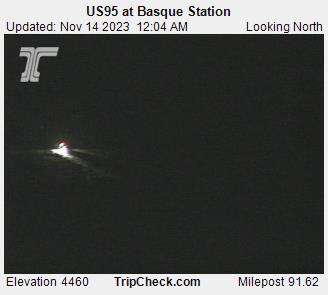 US95 at Basque Station
Updated: Nov 14 2023 12:04 AM Looking North
Elevation 4460 TripCheck.com Milepost 91.62